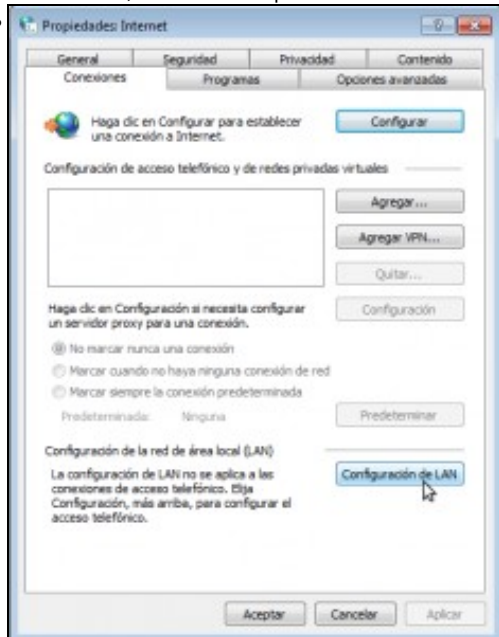 Propiedades: Internet
General Seguridad Privacidad Contenido
Conexiones Programas Opciones avanzadas
Haga clic en Configurar para establecer
una conexión a Internet.
Configurar
Configuración de acceso telefónico y de redes privadas virtuales
Agregar...
Agregar VPN...
Quitar...
Haga clic en Configuración si necesita configurar
un servidor proxy para una conexión.
Configuración
No marcar nunca una conexión
Marcar cuando no haya ninguna conexión de red
Marcar siempre la conexión predeterminada
Predeterminada: Ninguna
Predeterminar
Configuración de la red de área local (LAN)
La configuración de LAN no se aplica a las
conexiones de acceso telefónico. Elija
Configuración, más arriba, para configurar el
acceso telefónico.
Configuración de LAN
Aceptar Cancelar Aplicar